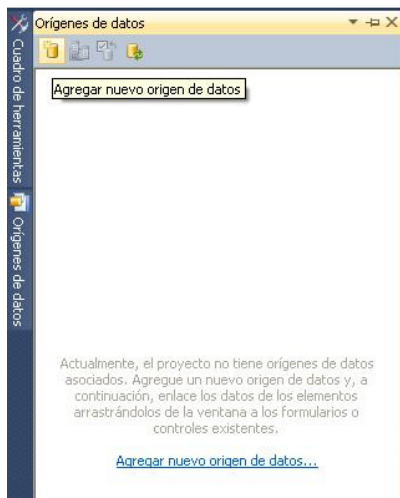 Orígenes de datos
Agregar nuevo origen de datos
Cuadro de herramientas
Orígenes de datos
Actualmente, el proyecto no tiene orígenes de datos
asociados. Agregue un nuevo origen de datos y, a
continuación, enlace los datos de los elementos
arrastrándolos de la ventana a los formularios o
controles existentes.
Agregar nuevo origen de datos...